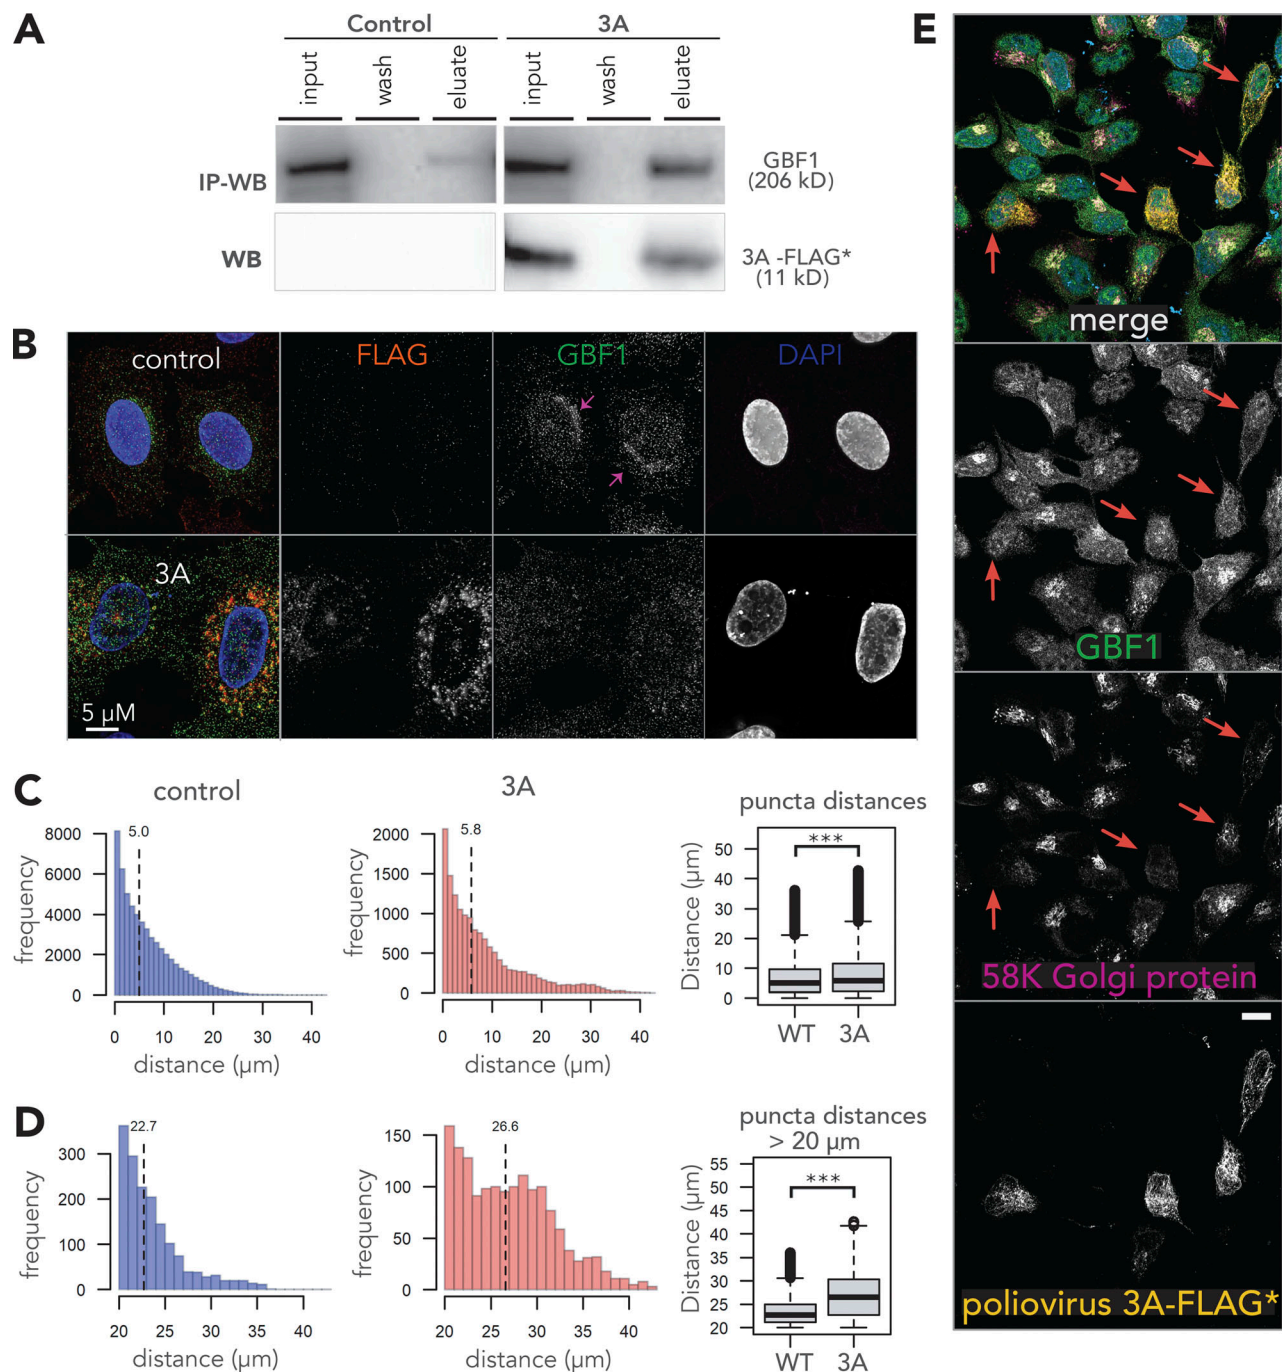 A
Control
3A
input
wash
eluate
input
wash
eluate
IP-WB
GBF1
(206 kD)
WB
3A -FLAG*
(11 kD)
B
control
FLAG
GBF1
DAPI
3A
5 µM
C
control
3A
puncta distances
frequency
8000
6000
4000
2000
0
5.0
0 10 20 30 40
distance (µm)
frequency
2000
1500
1000
500
0
5.8
0 10 20 30 40
distance (µm)
Distance (µm)
50
40
30
20
10
0
***
WT 3A
D
puncta distances
> 20 µm
frequency
300
200
100
0
22.7
20 25 30 35 40
distance (µm)
frequency
150
100
50
0
26.6
20 25 30 35 40
distance (µm)
Distance (µm)
55
50
45
40
35
30
25
20
***
WT 3A
E
merge
GBF1
58K Golgi protein
poliovirus 3A-FLAG*